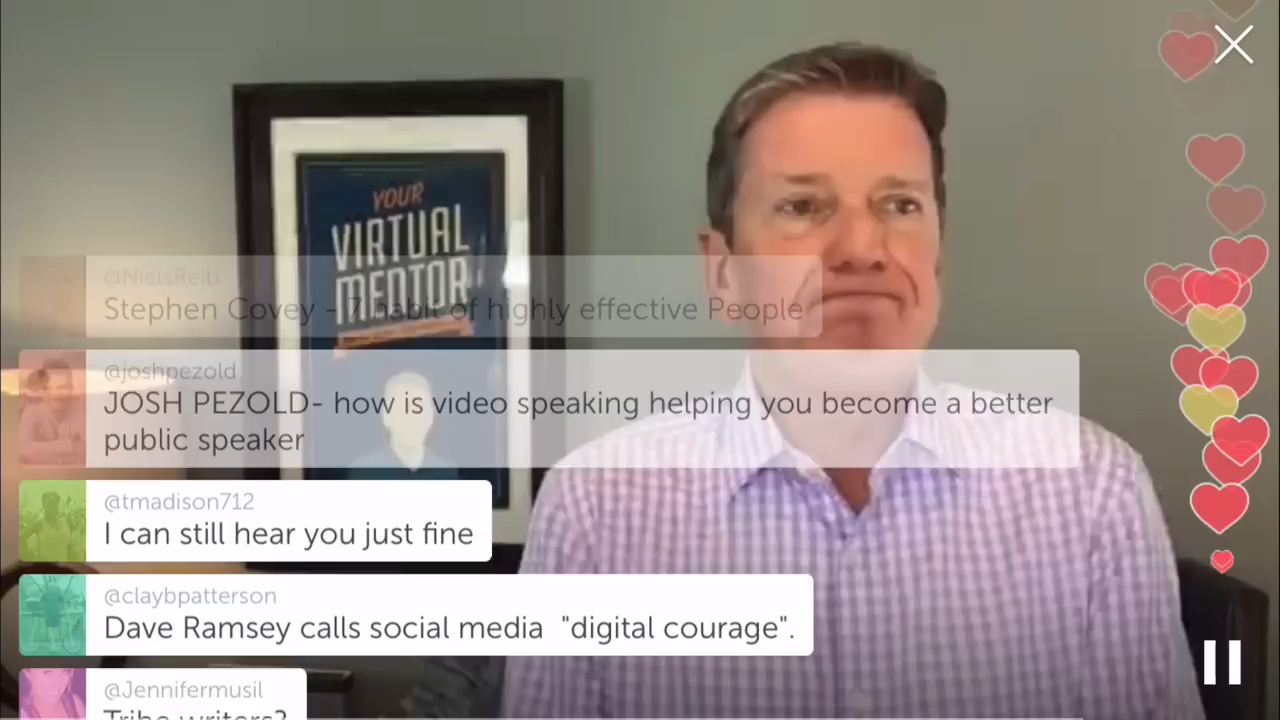 YOUR
VIRTUAL
MENTOR
@NielsReib
Stephen Covey - 7 habit of highly effective People
@joshpezold
JOSH PEZOLD- how is video speaking helping you become a better
public speaker
@tmadison712
I can still hear you just fine
@claybpatterson
Dave Ramsey calls social media "digital courage".
@Jennifermusil
Tribe writers?